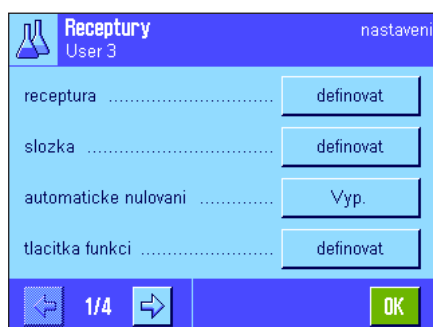 Receptury
nastaveni
User 3
receptura ............................... definovat
slozka .................................... definovat
automaticke nulovani .............. Vyp.
tlacitka funkci ......................... definovat
1/4
OK